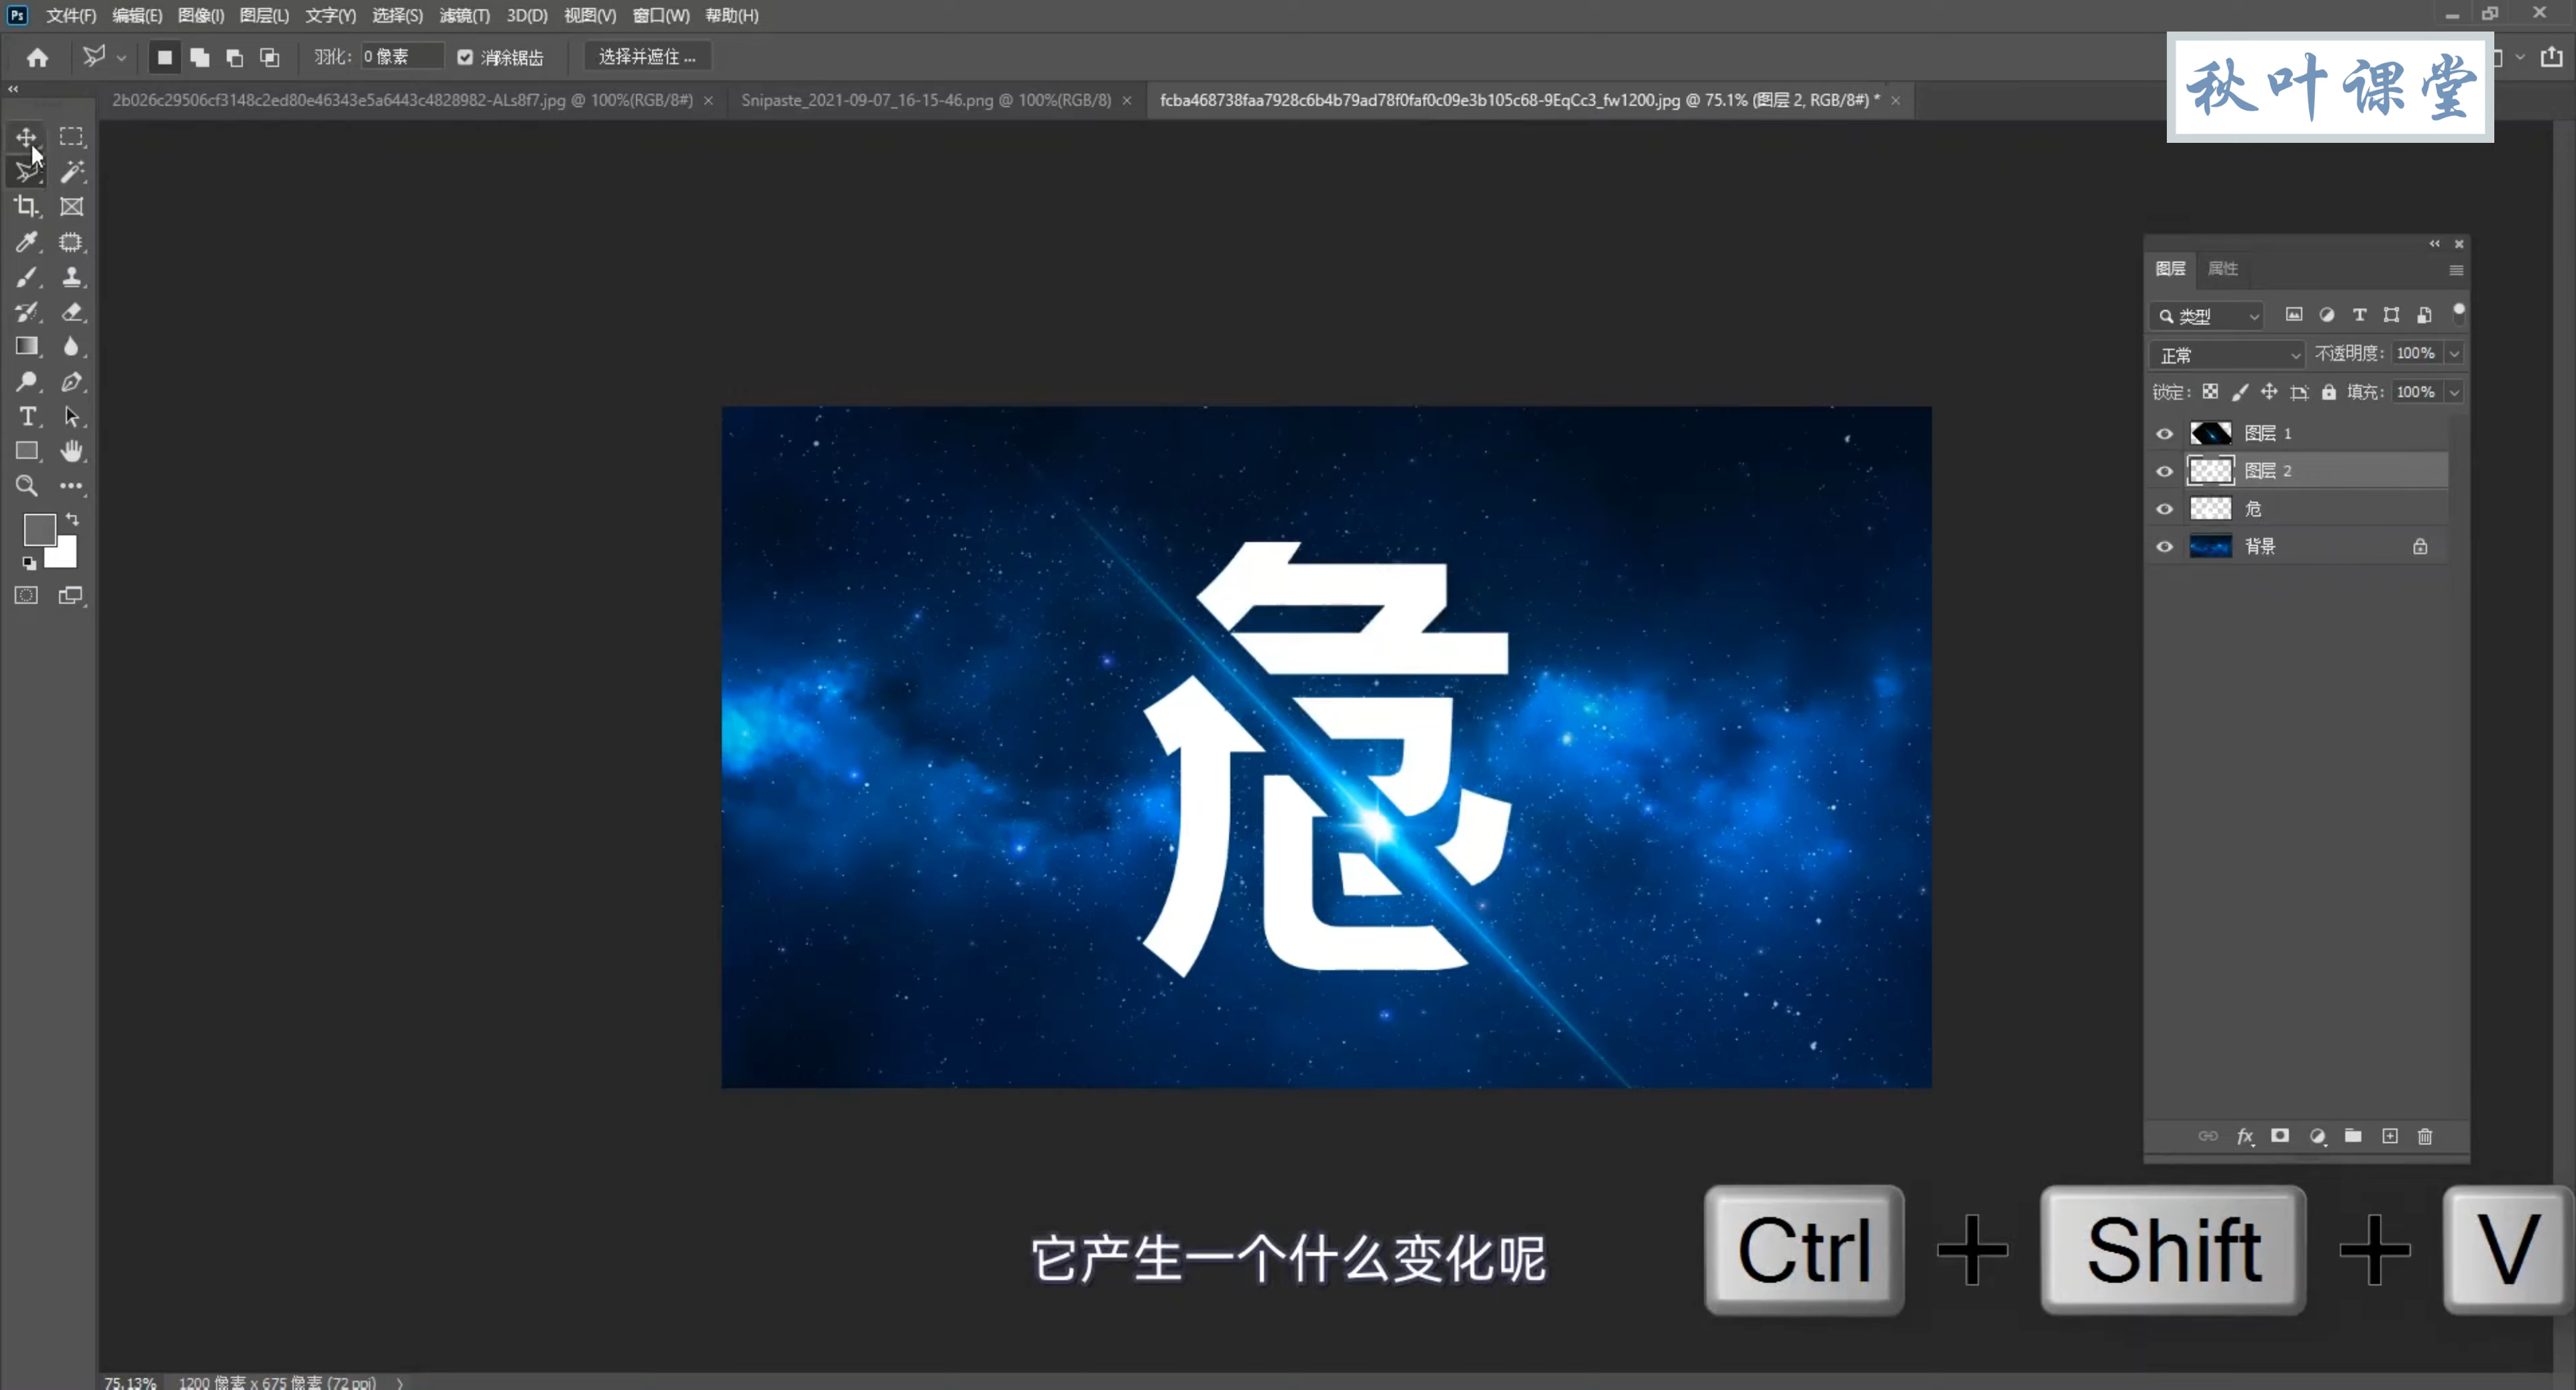 Ps 文件(F) 编辑(E) 图像(I) 图层(L) 文字(Y) 选择(S) 滤镜(T) 3D(D) 视图(V) 窗口(W) 帮助(H)
羽化: 0 像素 消除锯齿 选择并遮住 ...
秋叶课堂
2b026c29506cf3148c2ed80e46343e5a6443c4828982-ALs8f7.jpg @ 100%(RGB/8#) × Snipaste_2021-09-07_16-15-46.png @ 100%(RGB/8) × fcba468738faa7928c6b4b79ad78f0faf0c09e3b105c68-9EqCc3_fw1200.jpg @ 75.1% (图层 2, RGB/8#) * ×
图层 属性
类型
正常 不透明度: 100%
锁定: 填充: 100%
图层 1
图层 2
危
背景
危
fx
它产生一个什么变化呢
Ctrl + Shift + V
75.13% 1200 像素 x 675 像素 (72 ppi)